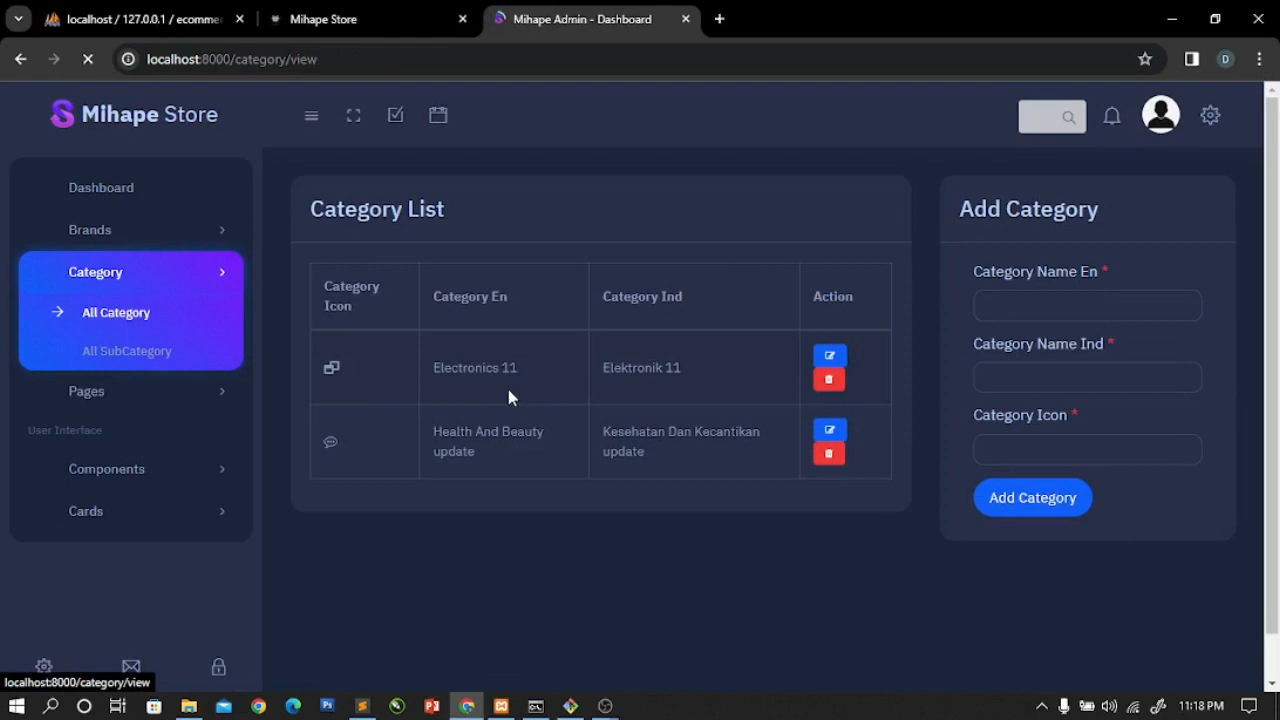 localhost / 127.0.0.1 / ecomme
Mihape Store
Mihape Admin - Dashboard
localhost:8000/category/view
D
Mihape Store
Dashboard
Brands
Category
All Category
All SubCategory
Pages
User Interface
Components
Cards
Category List
Category Icon
Category En
Category Ind
Action
Electronics 11
Elektronik 11
Health And Beauty update
Kesehatan Dan Kecantikan update
Add Category
Category Name En *
Category Name Ind *
Category Icon *
Add Category
localhost:8000/category/view
11:18 PM